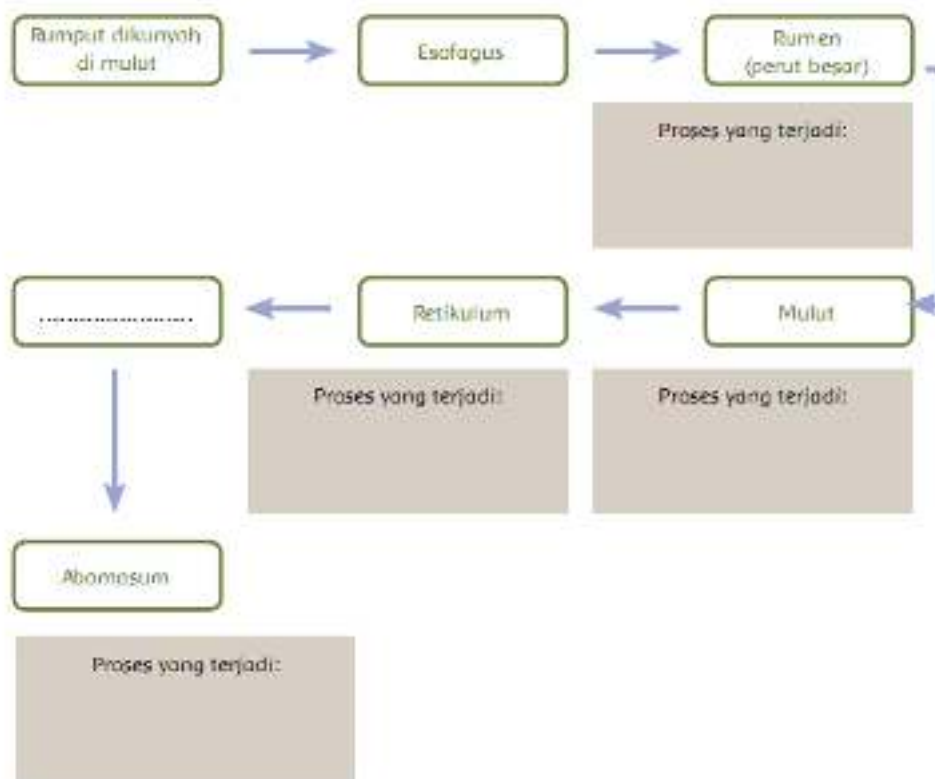 Rumput dikunyah
di mulut
Esofagus
Rumen
(perut besar)
Proses yang terjadi:
.......................
Retikulum
Mulut
Proses yang terjadi:
Proses yang terjadi:
Abomasum
Proses yang terjadi: